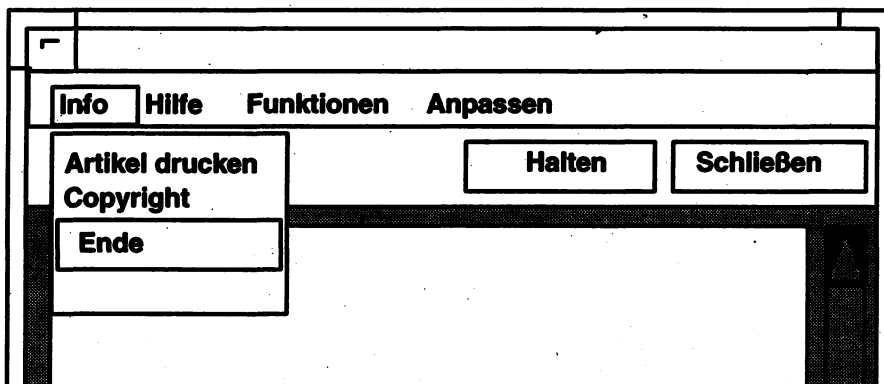 Info Hilfe Funktionen Anpassen
Artikel drucken
Copyright
Ende
Halten Schließen